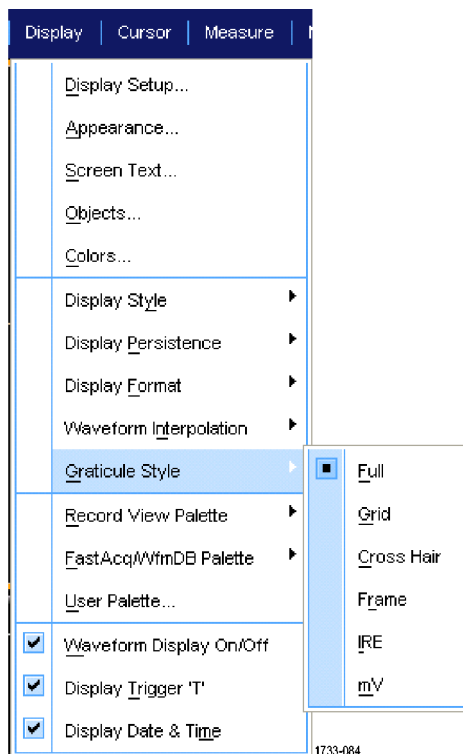 Display | Cursor | Measure |
Display Setup...
Appearance...
Screen Text...
Objects...
Colors...
Display Style
Display Persistence
Display Format
Waveform Interpolation
Graticule Style
Full
Grid
Cross Hair
Frame
IRE
mV
Record View Palette
FastAcq/WfmDB Palette
User Palette...
Waveform Display On/Off
Display Trigger 'T'
Display Date & Time
1733-084